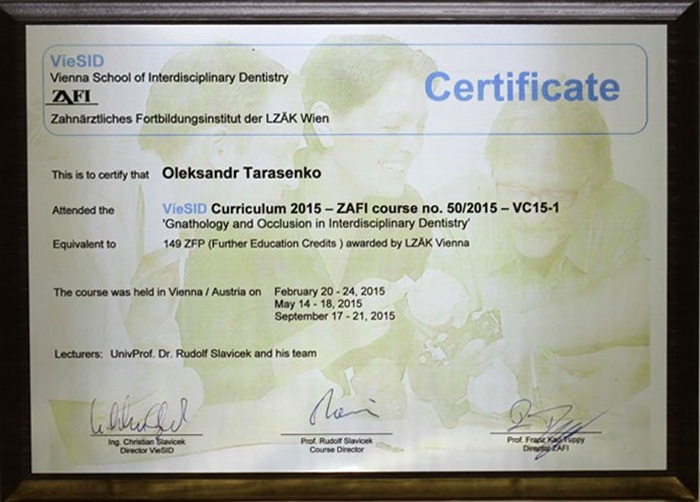 VieSID
Vienna School of Interdisciplinary Dentistry
ZAFI
Zahnärztliches Fortbildungsinstitut der LZÄK Wien
Certificate
This is to certify that Oleksandr Tarasenko
Attended the VieSID Curriculum 2015 – ZAFI course no. 50/2015 – VC15-1
'Gnathology and Occlusion in Interdisciplinary Dentistry'
Equivalent to 149 ZFP (Further Education Credits ) awarded by LZÄK Vienna
The course was held in Vienna / Austria on February 20 - 24, 2015
May 14 - 18, 2015
September 17 - 21, 2015
Lecturers: UnivProf. Dr. Rudolf Slavicek and his team
Ing. Christian Slavicek
Director VieSID
Prof. Rudolf Slavicek
Course Director
Prof. Franz Karl Tuppy
Director ZAFI